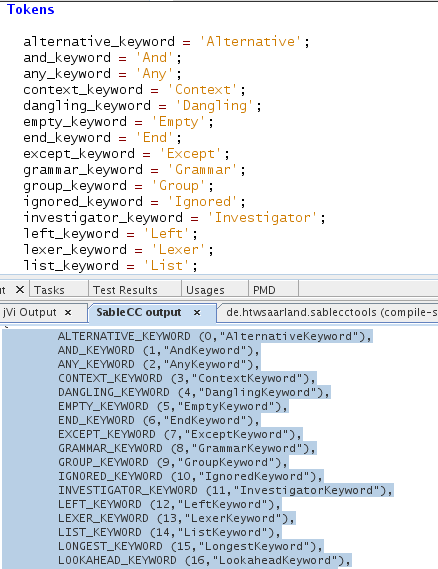 Tokens
alternative_keyword = 'Alternative';
and_keyword = 'And';
any_keyword = 'Any';
context_keyword = 'Context';
dangling_keyword = 'Dangling';
empty_keyword = 'Empty';
end_keyword = 'End';
except_keyword = 'Except';
grammar_keyword = 'Grammar';
group_keyword = 'Group';
ignored_keyword = 'Ignored';
investigator_keyword = 'Investigator';
left_keyword = 'Left';
lexer_keyword = 'Lexer';
list_keyword = 'List';
ut × Tasks Test Results Usages PMD
jVi Output × SableCC output × de.htwsaarland.sablecctools (compile-s
{
ALTERNATIVE_KEYWORD (0,"AlternativeKeyword"),
AND_KEYWORD (1,"AndKeyword"),
ANY_KEYWORD (2,"AnyKeyword"),
CONTEXT_KEYWORD (3,"ContextKeyword"),
DANGLING_KEYWORD (4,"DanglingKeyword"),
EMPTY_KEYWORD (5,"EmptyKeyword"),
END_KEYWORD (6,"EndKeyword"),
EXCEPT_KEYWORD (7,"ExceptKeyword"),
GRAMMAR_KEYWORD (8,"GrammarKeyword"),
GROUP_KEYWORD (9,"GroupKeyword"),
IGNORED_KEYWORD (10,"IgnoredKeyword"),
INVESTIGATOR_KEYWORD (11,"InvestigatorKeyword"),
LEFT_KEYWORD (12,"LeftKeyword"),
LEXER_KEYWORD (13,"LexerKeyword"),
LIST_KEYWORD (14,"ListKeyword"),
LONGEST_KEYWORD (15,"LongestKeyword"),
LOOKAHEAD_KEYWORD (16,"LookaheadKeyword"),